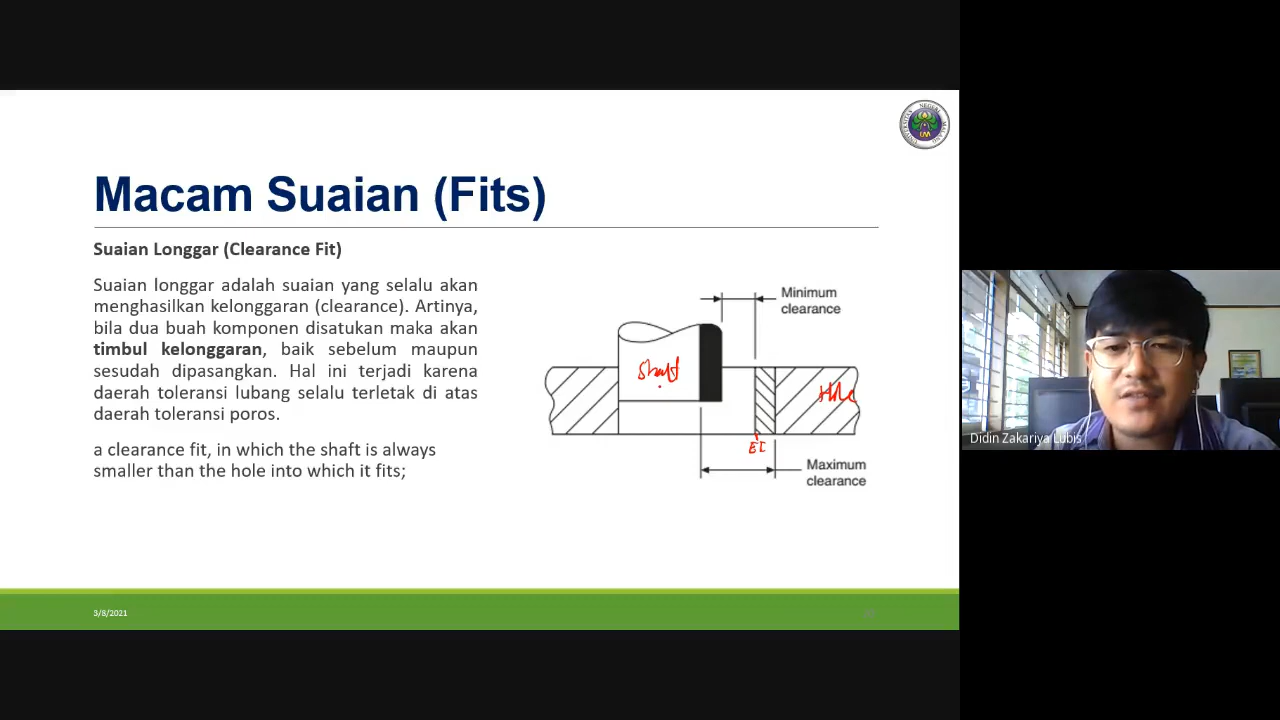 Macam Suaian (Fits)
Suaian Longgar (Clearance Fit)
Suaian longgar adalah suaian yang selalu akan
menghasilkan kelonggaran (clearance). Artinya,
bila dua buah komponen disatukan maka akan
timbul kelonggaran, baik sebelum maupun
sesudah dipasangkan. Hal ini terjadi karena
daerah toleransi lubang selalu terletak di atas
daerah toleransi poros.
a clearance fit, in which the shaft is always
smaller than the hole into which it fits;
Minimum
clearance
Shaft
Hole
EI
Maximum
clearance
3/8/2021
Didin Zakariya Lubis